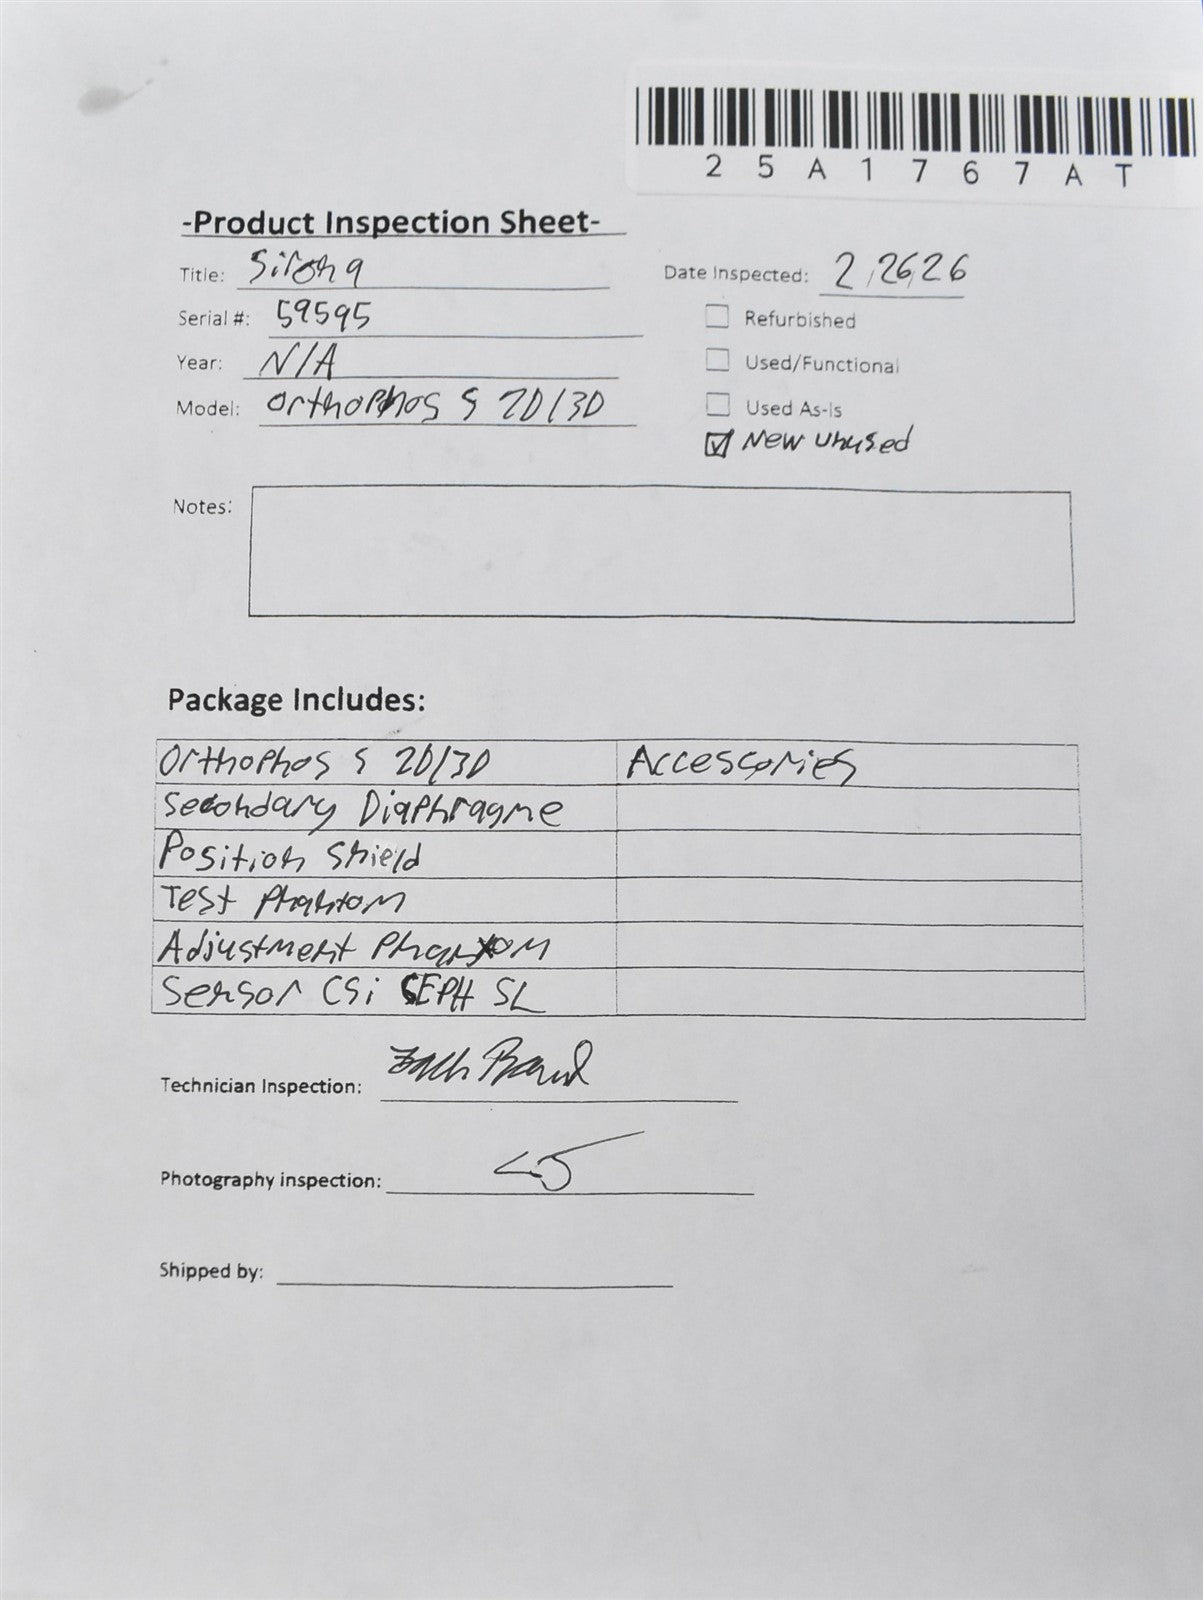 25A1767AT
-Product Inspection Sheet-
Title: Sirona
Date Inspected: 2/26/26
Serial #: 59595
Refurbished
Year: N/A
Used/Functional
Model: Orthophos S 2D/3D
Used As-Is
New unused
Notes:
Package Includes:
Orthophos S 2D/3D Accessories
Secondary Diaphragme
Position Shield
Test Phantom
Adjustment Phantom
Sensor CSi CEPH SL
Technician Inspection:
Photography inspection:
Shipped by: